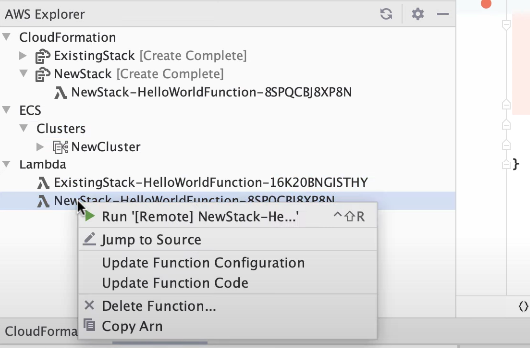 AWS Explorer
CloudFormation
ExistingStack [Create Complete]
NewStack [Create Complete]
NewStack-HelloWorldFunction-8SPQCBJ8XP8N
ECS
Clusters
NewCluster
Lambda
ExistingStack-HelloWorldFunction-16K20BNGISTHY
NewStack-HelloWorldFunction-8SPQCBJ8XP8N
Run '[Remote] NewStack-He...' ^⇧R
Jump to Source
Update Function Configuration
Update Function Code
Delete Function...
Copy Arn
CloudForma
}
{}